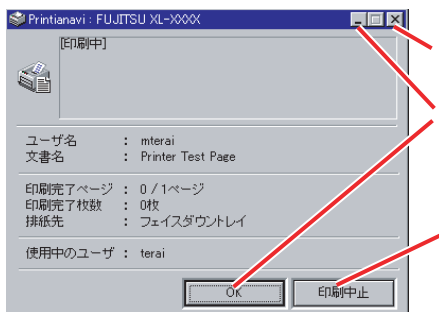 Printianavi : FUJITSU XL-XXXX
[印刷中]
ユーザ名 : mterai
文書名 : Printer Test Page
印刷完了ページ : 0 / 1ページ
印刷完了枚数 : 0枚
排紙先 : フェイスダウントレイ
使用中のユーザ : terai
OK 印刷中止